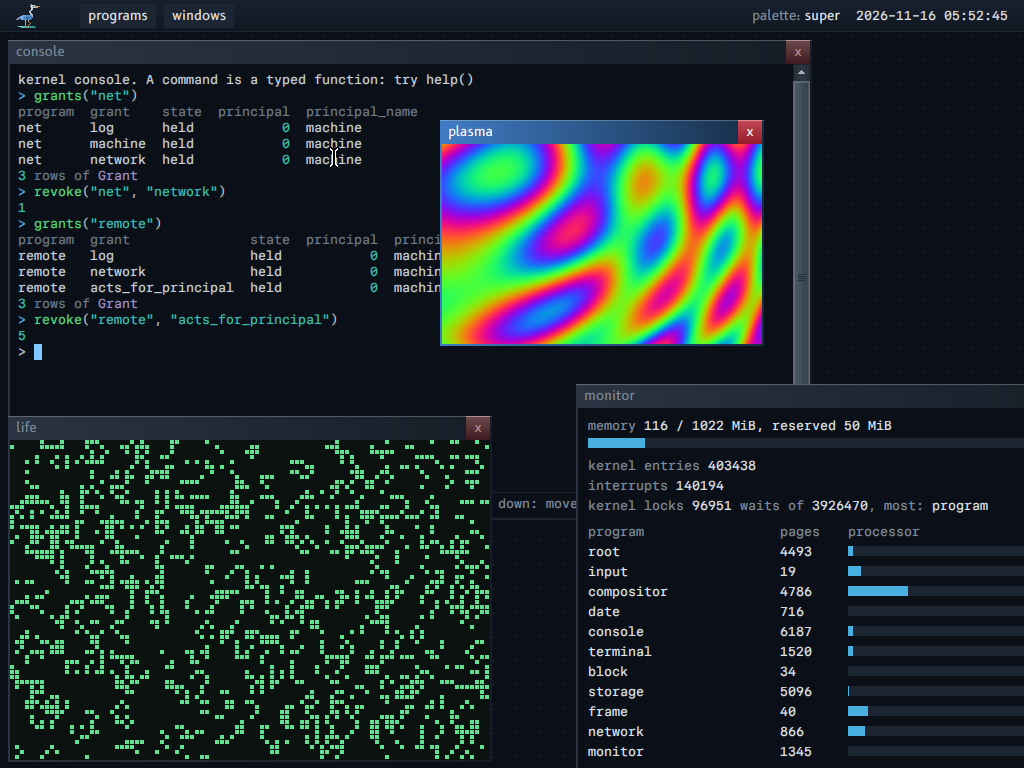 programs windows palette: super 2026-11-16 05:52:45
console x
kernel console. A command is a typed function: try help()
> grants("net")
program grant state principal principal_name
net log held 0 machine
net machine held 0 machine
net network held 0 machine
3 rows of Grant
> revoke("net", "network")
1
> grants("remote")
program grant state principal princi
remote log held 0 machin
remote network held 0 machin
remote acts_for_principal held 0 machin
3 rows of Grant
> revoke("remote", "acts_for_principal")
5
>
plasma x
life x
down: move
monitor
memory 116 / 1022 MiB, reserved 50 MiB
kernel entries 403438
interrupts 140194
kernel locks 96951 waits of 3926470, most: program
program pages processor
root 4493
input 19
compositor 4786
date 716
console 6187
terminal 1520
block 34
storage 5096
frame 40
network 866
monitor 1345